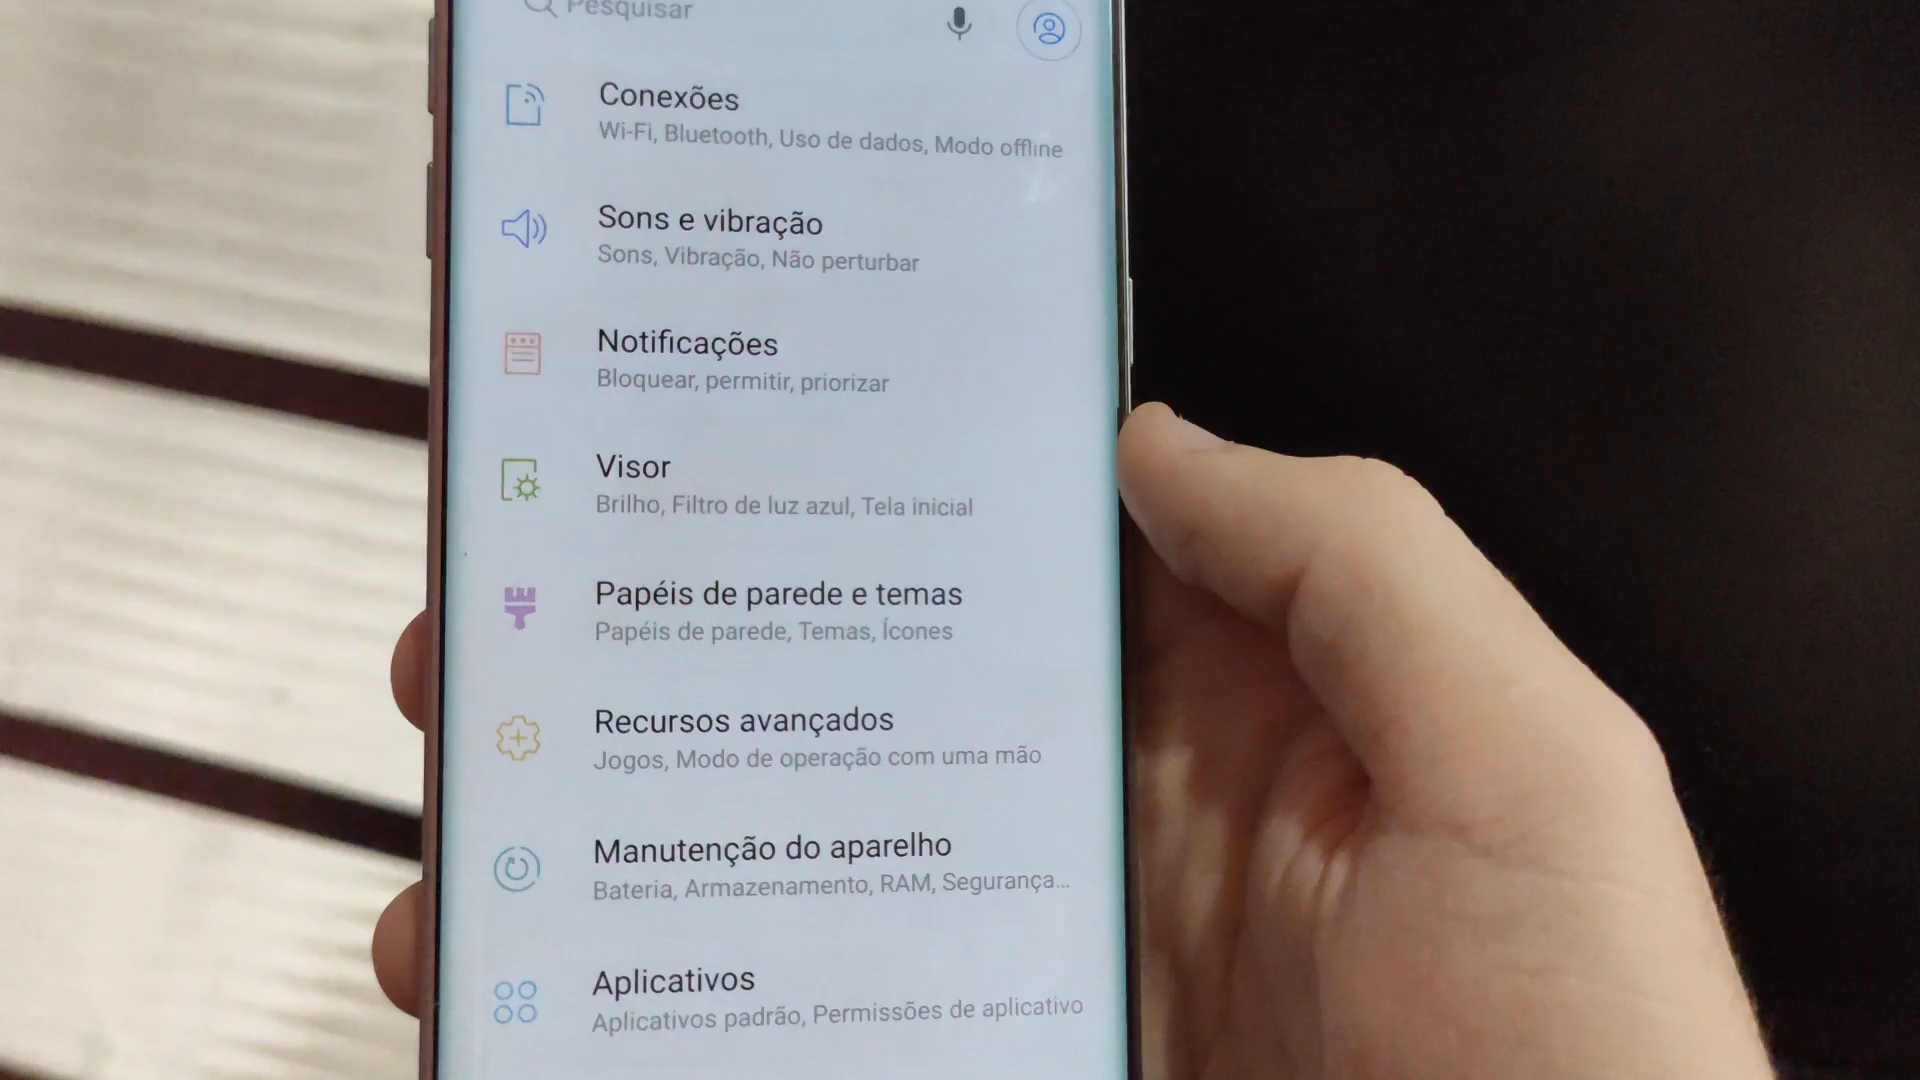 Pesquisar
Conexões
Wi-Fi, Bluetooth, Uso de dados, Modo offline
Sons e vibração
Sons, Vibração, Não perturbar
Notificações
Bloquear, permitir, priorizar
Visor
Brilho, Filtro de luz azul, Tela inicial
Papéis de parede e temas
Papéis de parede, Temas, Ícones
Recursos avançados
Jogos, Modo de operação com uma mão
Manutenção do aparelho
Bateria, Armazenamento, RAM, Segurança...
Aplicativos
Aplicativos padrão, Permissões de aplicativo